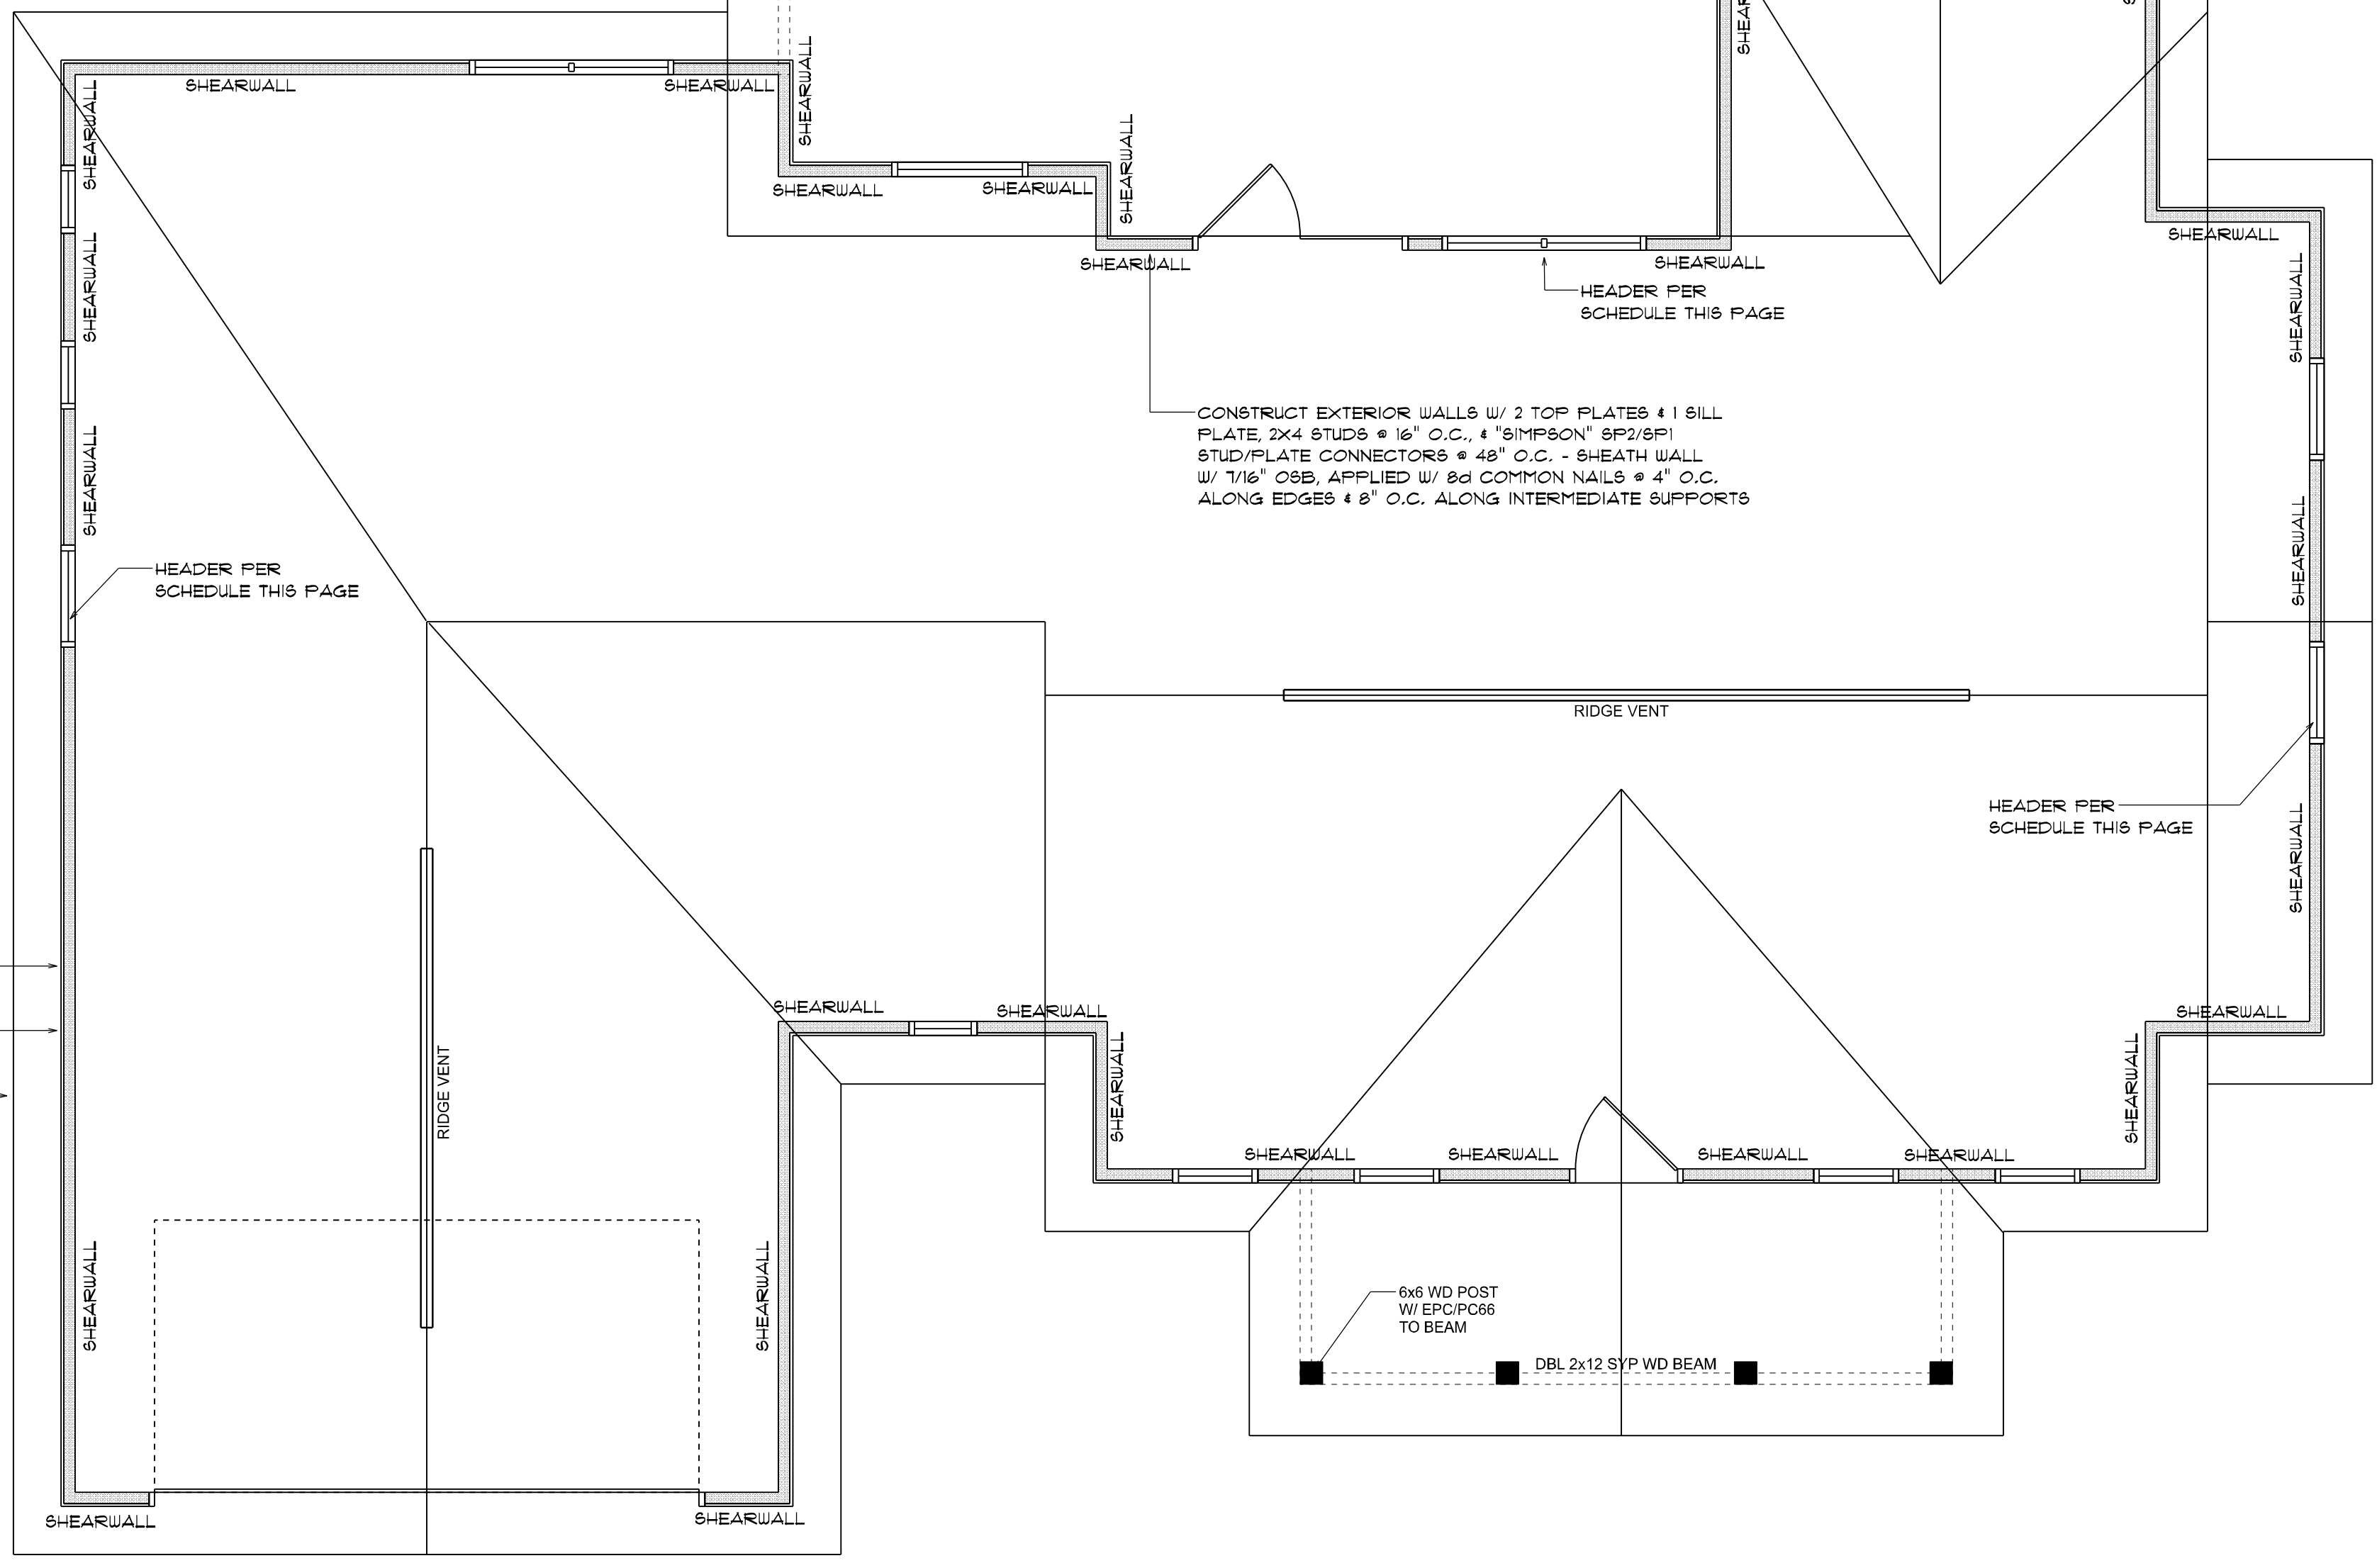 SHEARWALL
SHEARWALL
SHEARWALL
SHEARWALL
SHEARWALL
SHEARWALL
SHEARWALL
SHEARWALL
SHEARWALL
SHEARWALL
SHEARWALL
SHEARWALL
SHEARWALL
SHEARWALL
HEADER PER
SCHEDULE THIS PAGE
CONSTRUCT EXTERIOR WALLS W/ 2 TOP PLATES & 1 SILL
PLATE, 2X4 STUDS @ 16" O.C., & "SIMPSON" SP2/SP1
STUD/PLATE CONNECTORS @ 48" O.C. - SHEATH WALL
W/ 7/16" OSB, APPLIED W/ 8d COMMON NAILS @ 4" O.C.
ALONG EDGES & 8" O.C. ALONG INTERMEDIATE SUPPORTS
SHEARWALL
SHEARWALL
HEADER PER
SCHEDULE THIS PAGE
RIDGE VENT
HEADER PER
SCHEDULE THIS PAGE
SHEARWALL
SHEARWALL
SHEARWALL
SHEARWALL
RIDGE VENT
SHEARWALL
SHEARWALL
SHEARWALL
SHEARWALL
SHEARWALL
SHEARWALL
SHEARWALL
SHEARWALL
6x6 WD POST
W/ EPC/PC66
TO BEAM
DBL 2x12 SYP WD BEAM
SHEARWALL
SHEARWALL